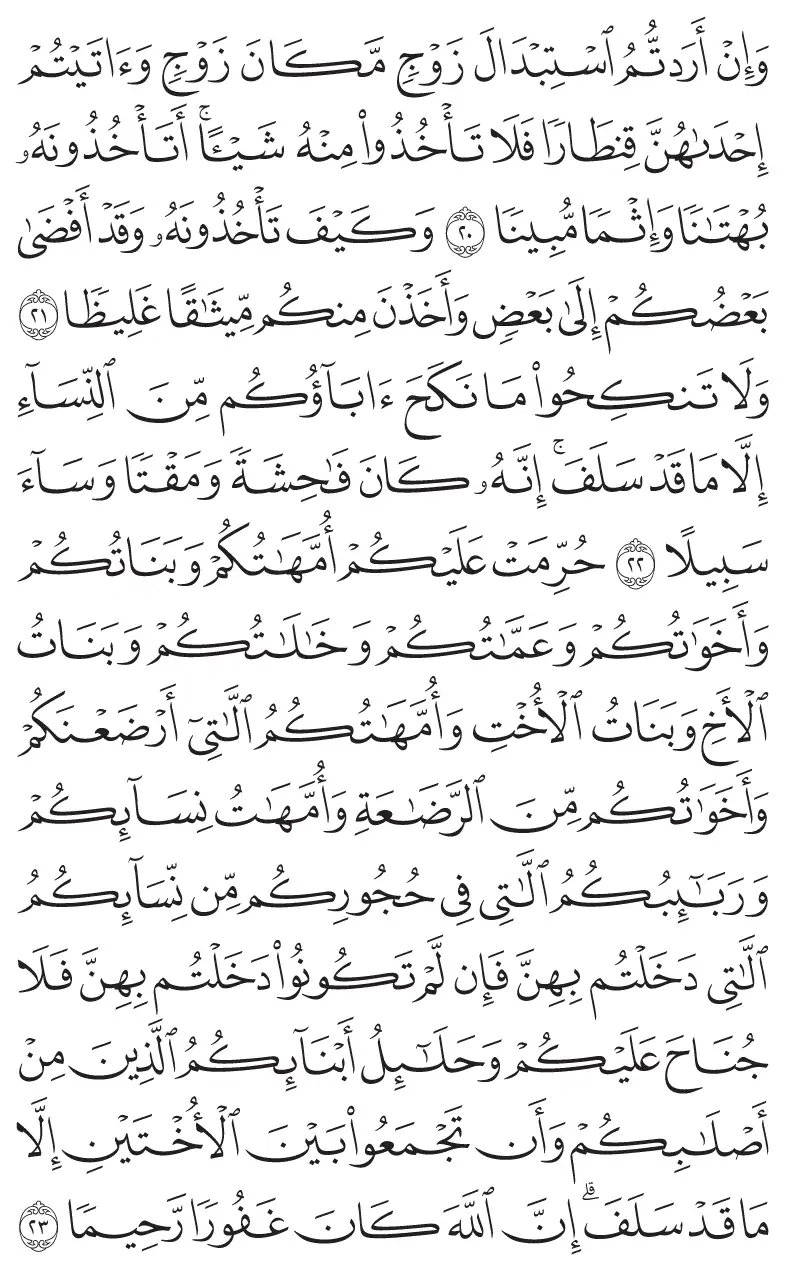 وَإِنْ أَرَدتُّمُ ٱسْتِبْدَالَ زَوْجٍ مَّكَانَ زَوْجٍ وَءَاتَيْتُمْ
إِحْدَىٰهُنَّ قِنطَارًا فَلَا تَأْخُذُوا۟ مِنْهُ شَيْـًٔا ۚ أَتَأْخُذُونَهُۥ
بُهْتَـٰنًا وَإِثْمًا مُّبِينًا ٢٠ وَكَيْفَ تَأْخُذُونَهُۥ وَقَدْ أَفْضَىٰ
بَعْضُكُمْ إِلَىٰ بَعْضٍ وَأَخَذْنَ مِنكُم مِّيثَـٰقًا غَلِيظًا ٢١
وَلَا تَنكِحُوا۟ مَا نَكَحَ ءَابَآؤُكُم مِّنَ ٱلنِّسَآءِ
إِلَّا مَا قَدْ سَلَفَ ۚ إِنَّهُۥ كَانَ فَـٰحِشَةً وَمَقْتًا وَسَآءَ
سَبِيلًا ٢٢ حُرِّمَتْ عَلَيْكُمْ أُمَّهَـٰتُكُمْ وَبَنَاتُكُمْ
وَأَخَوَٰتُكُمْ وَعَمَّـٰتُكُمْ وَخَـٰلَـٰتُكُمْ وَبَنَاتُ
ٱلْأَخِ وَبَنَاتُ ٱلْأُخْتِ وَأُمَّهَـٰتُكُمُ ٱلَّـٰتِىٓ أَرْضَعْنَكُمْ
وَأَخَوَٰتُكُم مِّنَ ٱلرَّضَـٰعَةِ وَأُمَّهَـٰتُ نِسَآئِكُمْ
وَرَبَـٰٓئِبُكُمُ ٱلَّـٰتِى فِى حُجُورِكُم مِّن نِّسَآئِكُمُ
ٱلَّـٰتِى دَخَلْتُم بِهِنَّ فَإِن لَّمْ تَكُونُوا۟ دَخَلْتُم بِهِنَّ فَلَا
جُنَاحَ عَلَيْكُمْ وَحَلَـٰٓئِلُ أَبْنَآئِكُمُ ٱلَّذِينَ مِنْ
أَصْلَـٰبِكُمْ وَأَن تَجْمَعُوا۟ بَيْنَ ٱلْأُخْتَيْنِ إِلَّا
مَا قَدْ سَلَفَ ۗ إِنَّ ٱللَّهَ كَانَ غَفُورًا رَّحِيمًا ٢٣